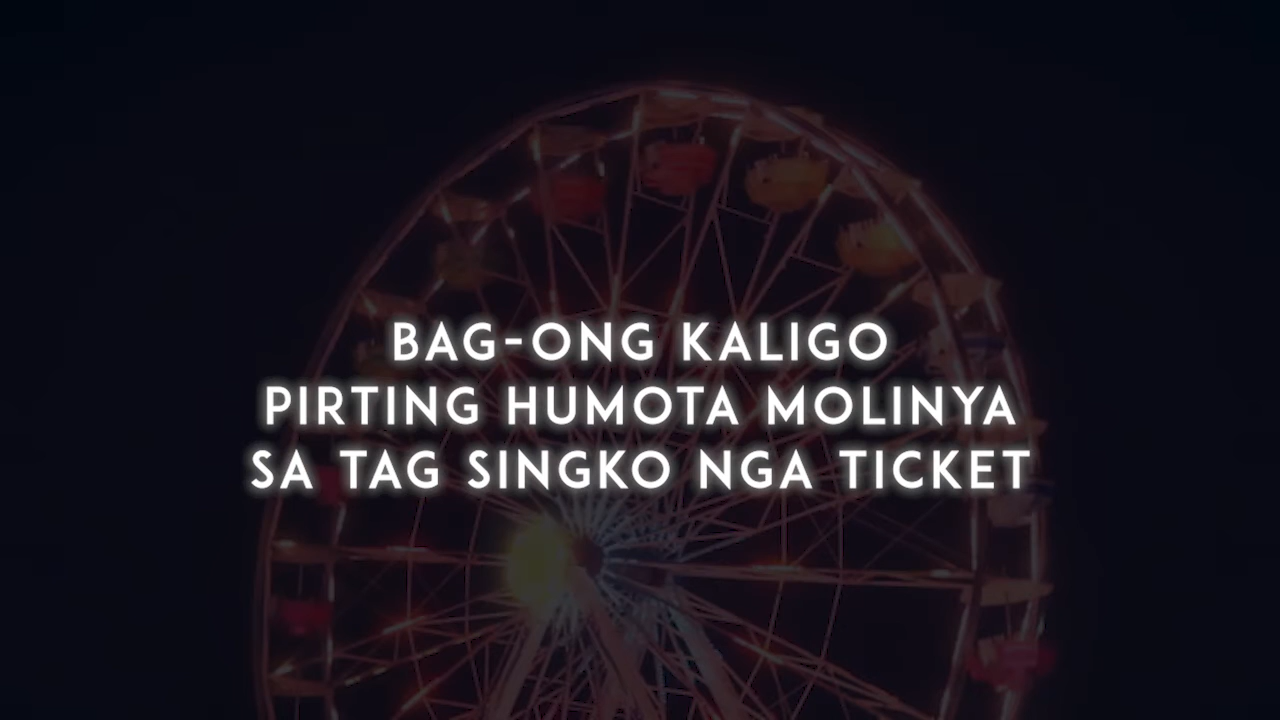 BAG-ONG KALIGO
PIRTING HUMOTA MOLINYA
SA TAG SINGKO NGA TICKET